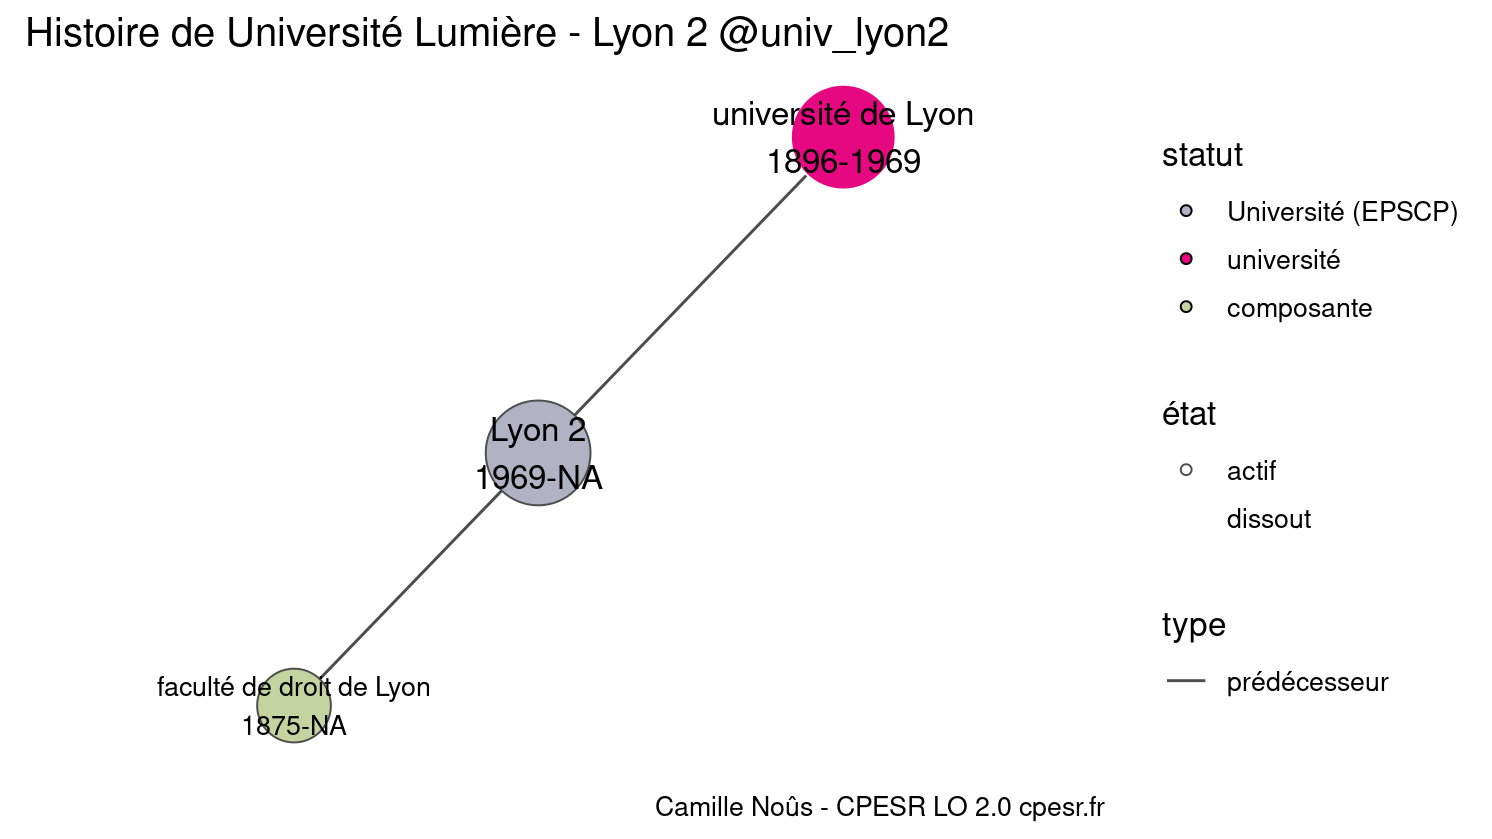 Histoire de Université Lumière - Lyon 2 @univ_lyon2
université de Lyon
1896-1969
Lyon 2
1969-NA
faculté de droit de Lyon
1875-NA
statut
Université (EPSCP)
université
composante
état
actif
dissout
type
prédécesseur
Camille Noûs - CPESR LO 2.0 cpesr.fr